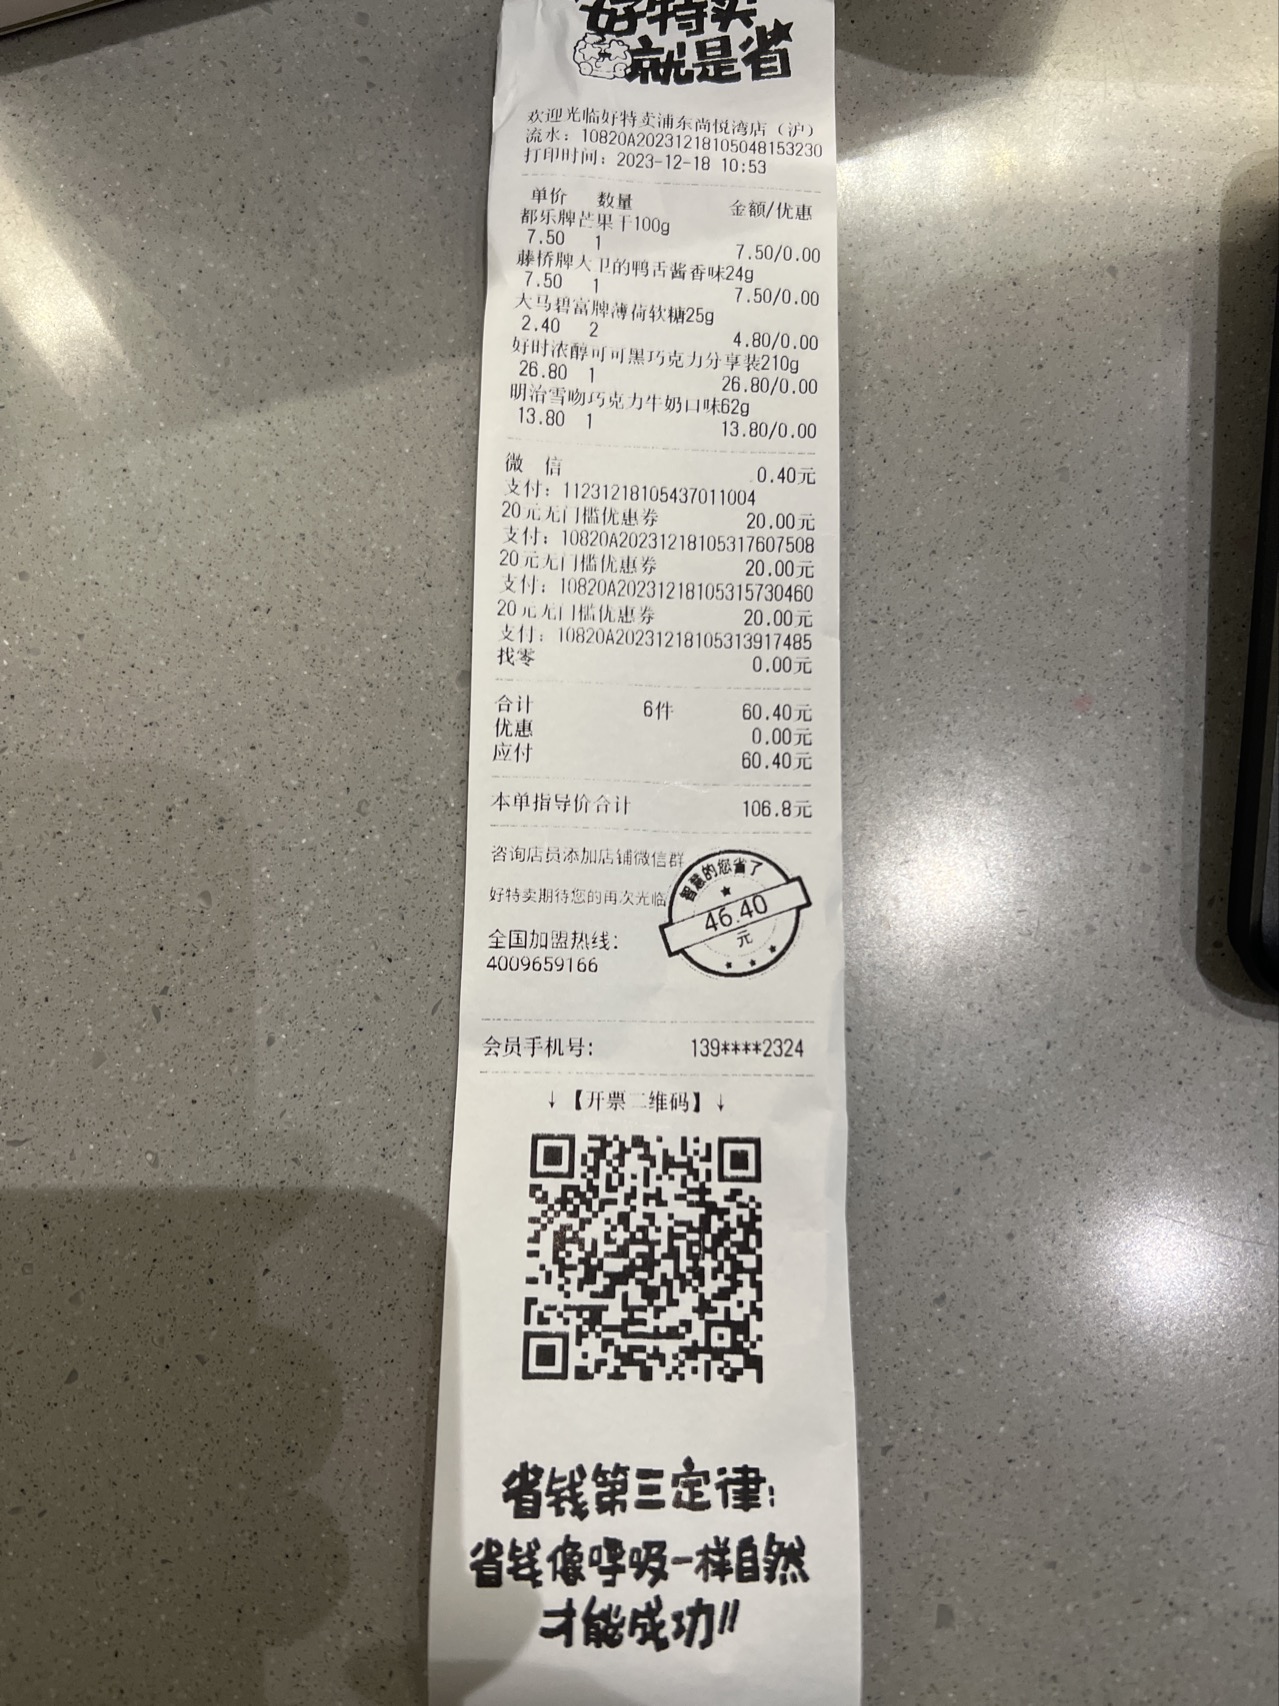 好特卖
就是省
欢迎光临好特卖浦东尚悦湾店（沪）
流水：10820A20231218105048153230
打印时间：2023-12-18 10:53
单价 数量 金额/优惠
都乐牌芒果干100g
7.50 1 7.50/0.00
藤桥牌大卫的鸭舌酱香味24g
7.50 1 7.50/0.00
大马碧富牌薄荷软糖25g
2.40 2 4.80/0.00
好时浓醇可可黑巧克力分享装210g
26.80 1 26.80/0.00
明治雪吻巧克力牛奶口味62g
13.80 1 13.80/0.00
微 信 0.40元
支付：112312181054370​11004
20元无门槛优惠券 20.00元
支付：10820A20231218105317607508
20元无门槛优惠券 20.00元
支付：10820A20231218105315730460
20元无门槛优惠券 20.00元
支付：10820A20231218105313917485
找零 0.00元
合计 6件 60.40元
优惠 0.00元
应付 60.40元
本单指导价合计 106.8元
咨询店员添加店铺微信群
智慧的您省了
46.40
元
好特卖期待您的再次光临
全国加盟热线：
4009659166
会员手机号： 139****2324
↓【开票二维码】↓
省钱第三定律：
省钱像呼吸一样自然
才能成功!!